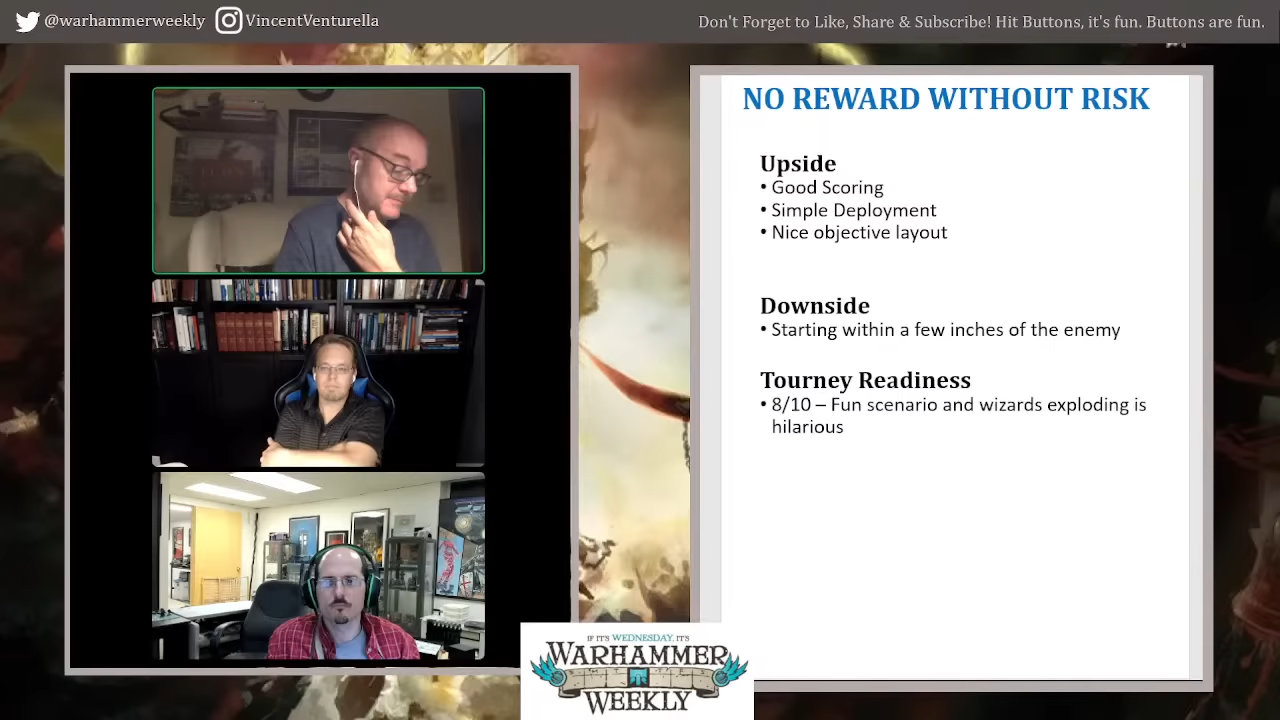 @warhammerweekly VincentVenturella
Don't Forget to Like, Share & Subscribe! Hit Buttons, it's fun. Buttons are fun.
NO REWARD WITHOUT RISK
Upside
• Good Scoring
• Simple Deployment
• Nice objective layout
Downside
• Starting within a few inches of the enemy
Tourney Readiness
• 8/10 – Fun scenario and wizards exploding is
hilarious
IF IT'S WEDNESDAY, IT'S
WARHAMMER
WEEKLY